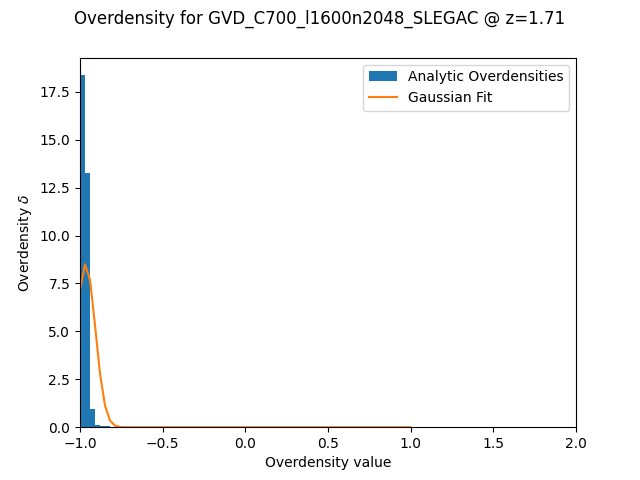 Overdensity for GVD_C700_l1600n2048_SLEGAC @ z=1.71
Analytic Overdensities
Gaussian Fit
Overdensity δ
17.5
15.0
12.5
10.0
7.5
5.0
2.5
0.0
−1.0 −0.5 0.0 0.5 1.0 1.5 2.0
Overdensity value